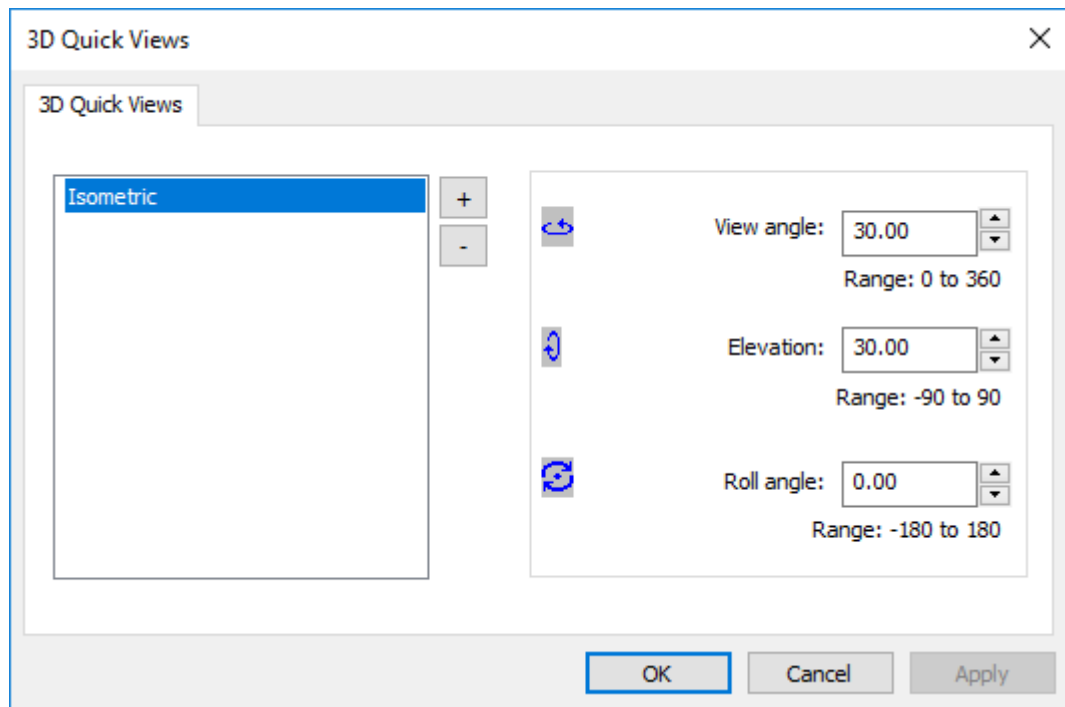 3D Quick Views
3D Quick Views
Isometric
+
-
View angle: 30.00
Range: 0 to 360
Elevation: 30.00
Range: -90 to 90
Roll angle: 0.00
Range: -180 to 180
OK Cancel Apply